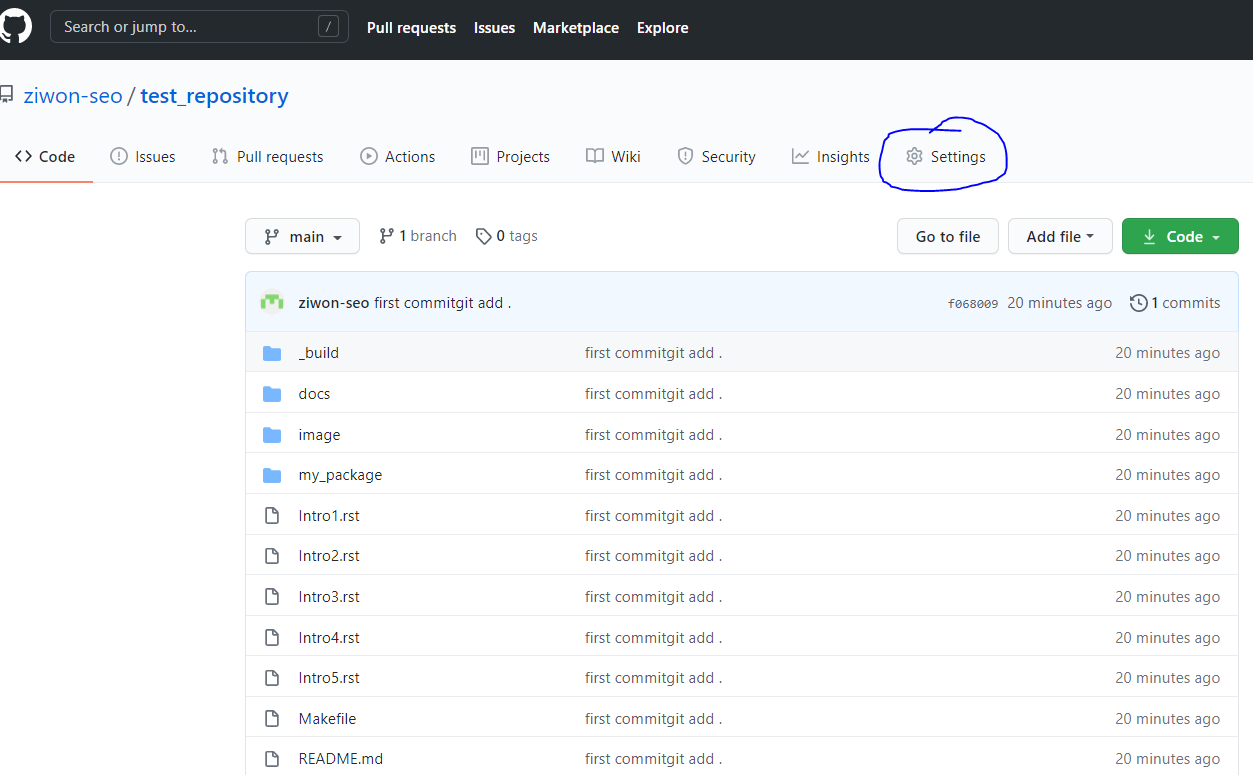 Search or jump to... / Pull requests Issues Marketplace Explore
ziwon-seo / test_repository
Code Issues Pull requests Actions Projects Wiki Security Insights Settings
main 1 branch 0 tags Go to file Add file Code
ziwon-seo first commitgit add . f068009 20 minutes ago 1 commits
_build first commitgit add . 20 minutes ago
docs first commitgit add . 20 minutes ago
image first commitgit add . 20 minutes ago
my_package first commitgit add . 20 minutes ago
Intro1.rst first commitgit add . 20 minutes ago
Intro2.rst first commitgit add . 20 minutes ago
Intro3.rst first commitgit add . 20 minutes ago
Intro4.rst first commitgit add . 20 minutes ago
Intro5.rst first commitgit add . 20 minutes ago
Makefile first commitgit add . 20 minutes ago
README.md first commitgit add . 20 minutes ago